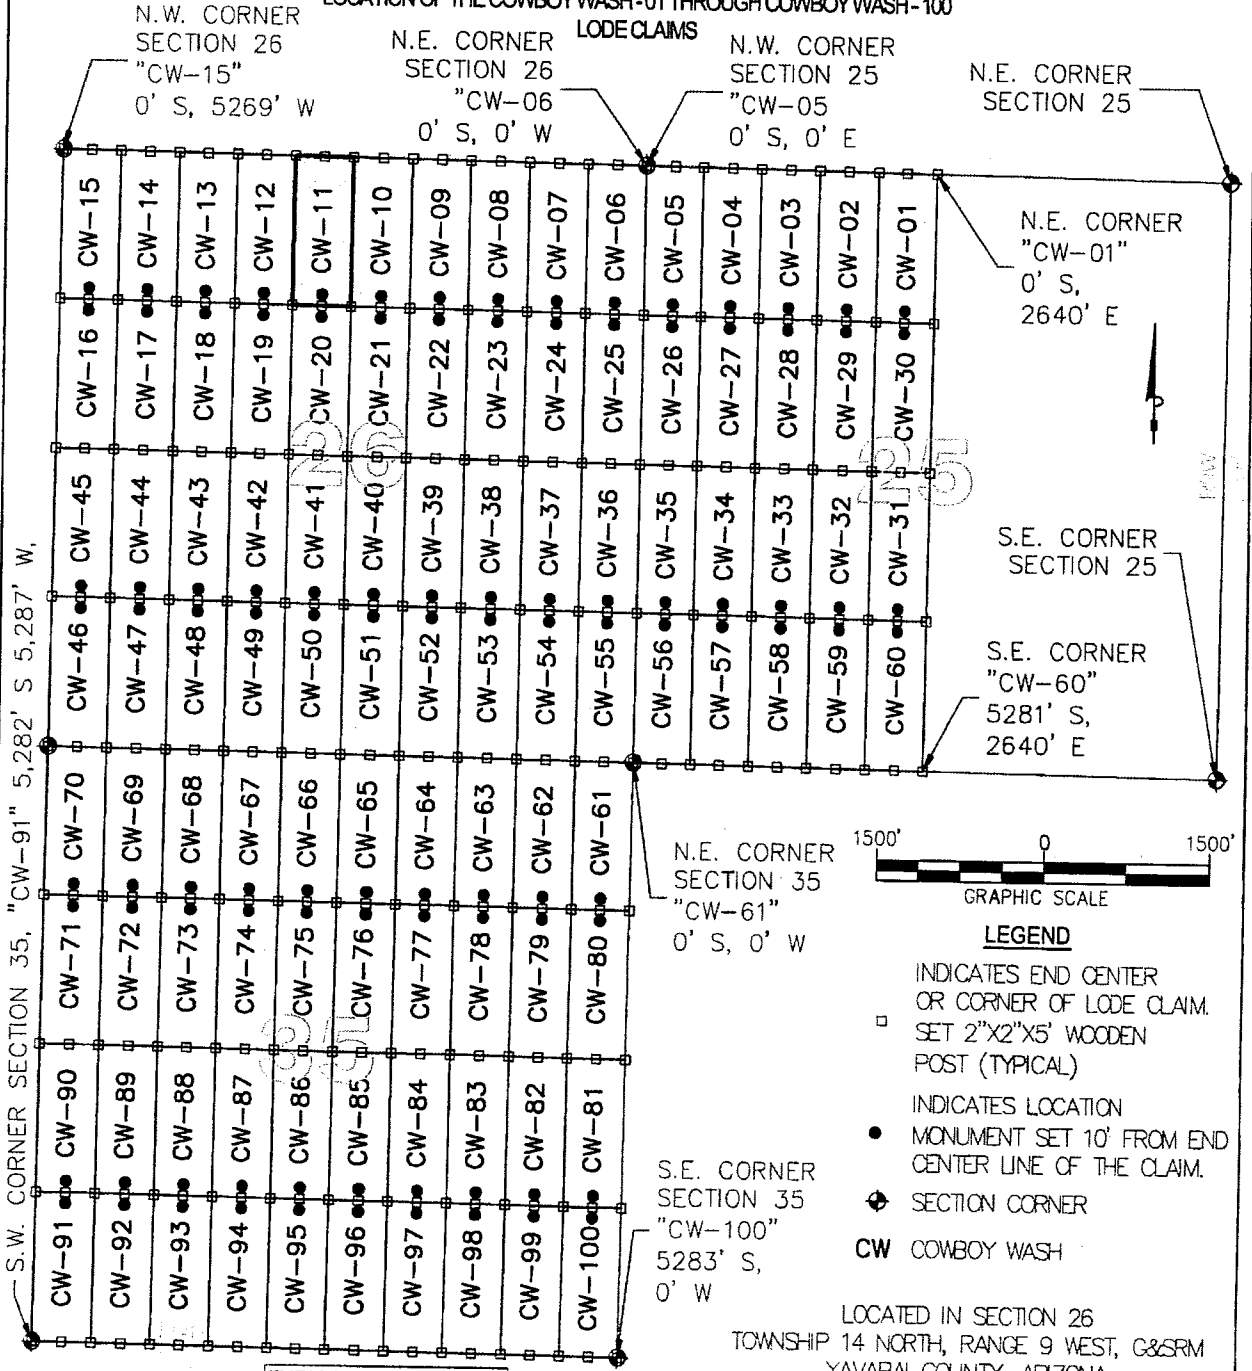 LOCATION OF THE COWBOY WASH-01 THROUGH COWBOY WASH-100
LODE CLAIMS
N.W. CORNER
SECTION 26
"CW-15"
0' S, 5269' W
N.E. CORNER
SECTION 26
"CW-06
0' S, 0' W
N.W. CORNER
SECTION 25
"CW-05
0' S, 0' E
N.E. CORNER
SECTION 25
CW-15 CW-14 CW-13 CW-12 CW-11 CW-10 CW-09 CW-08 CW-07 CW-06 CW-05 CW-04 CW-03 CW-02 CW-01
N.E. CORNER
"CW-01"
0' S,
2640' E
CW-16 CW-17 CW-18 CW-19 CW-20 CW-21 CW-22 CW-23 CW-24 CW-25 CW-26 CW-27 CW-28 CW-29 CW-30
26
25
CW-45 CW-44 CW-43 CW-42 CW-41 CW-40 CW-39 CW-38 CW-37 CW-36 CW-35 CW-34 CW-33 CW-32 CW-31
S.E. CORNER
SECTION 25
CW-46 CW-47 CW-48 CW-49 CW-50 CW-51 CW-52 CW-53 CW-54 CW-55 CW-56 CW-57 CW-58 CW-59 CW-60
S.E. CORNER
"CW-60"
5281' S,
2640' E
S.W. CORNER SECTION 35, "CW-91" 5,282' S 5,287' W,
CW-70 CW-69 CW-68 CW-67 CW-66 CW-65 CW-64 CW-63 CW-62 CW-61
N.E. CORNER
SECTION 35
"CW-61"
0' S, 0' W
CW-71 CW-72 CW-73 CW-74 CW-75 CW-76 CW-77 CW-78 CW-79 CW-80
35
CW-90 CW-89 CW-88 CW-87 CW-86 CW-85 CW-84 CW-83 CW-82 CW-81
CW-91 CW-92 CW-93 CW-94 CW-95 CW-96 CW-97 CW-98 CW-99 CW-100
S.E. CORNER
SECTION 35
"CW-100"
5283' S,
0' W
1500' 0 1500'
GRAPHIC SCALE
LEGEND
INDICATES END CENTER
OR CORNER OF LODE CLAIM.
SET 2"X2"X5' WOODEN
POST (TYPICAL)
INDICATES LOCATION
MONUMENT SET 10' FROM END
CENTER LINE OF THE CLAIM.
SECTION CORNER
CW COWBOY WASH
LOCATED IN SECTION 26
TOWNSHIP 14 NORTH, RANGE 9 WEST, G&SRM
YAVAPAI COUNTY, ARIZONA